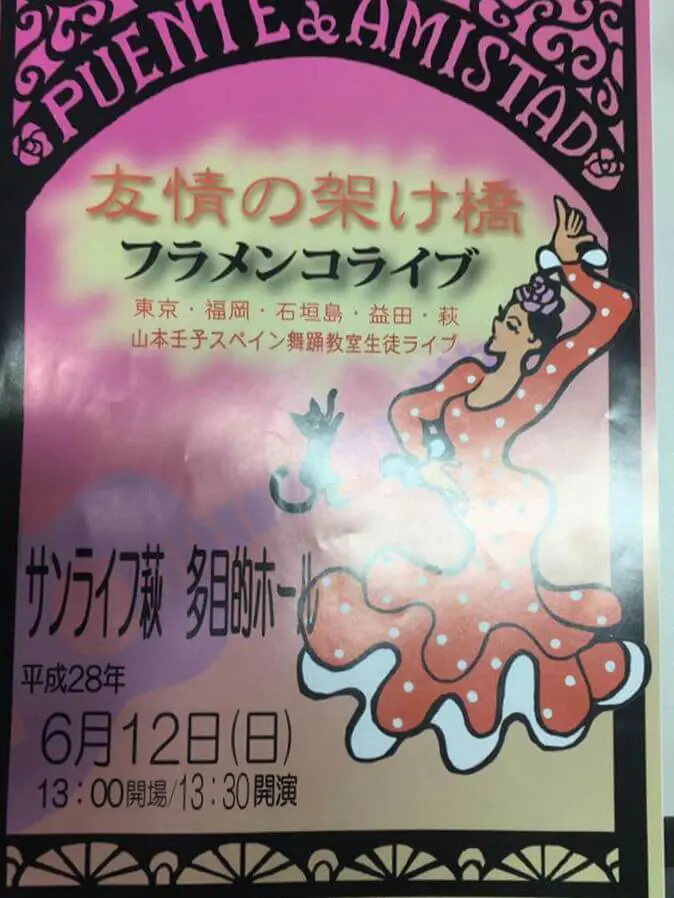 PUENTE de AMISTAD
友情の架け橋
フラメンコライブ
東京・福岡・石垣島・益田・萩
山本壬子スペイン舞踊教室生徒ライブ
サンライフ萩 多目的ホール
平成28年
6月12日(日)
13:00開場/13:30開演